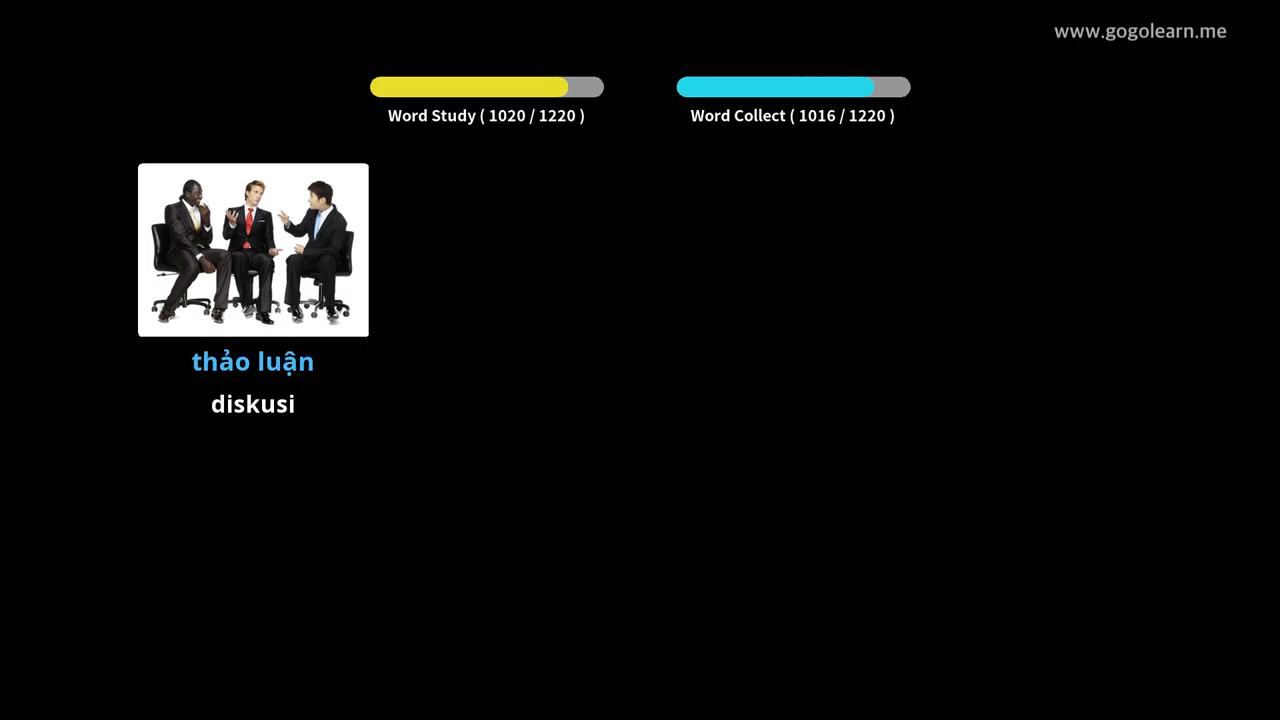 www.gogolearn.me
Word Study ( 1020 / 1220 )
Word Collect ( 1016 / 1220 )
thảo luận
diskusi